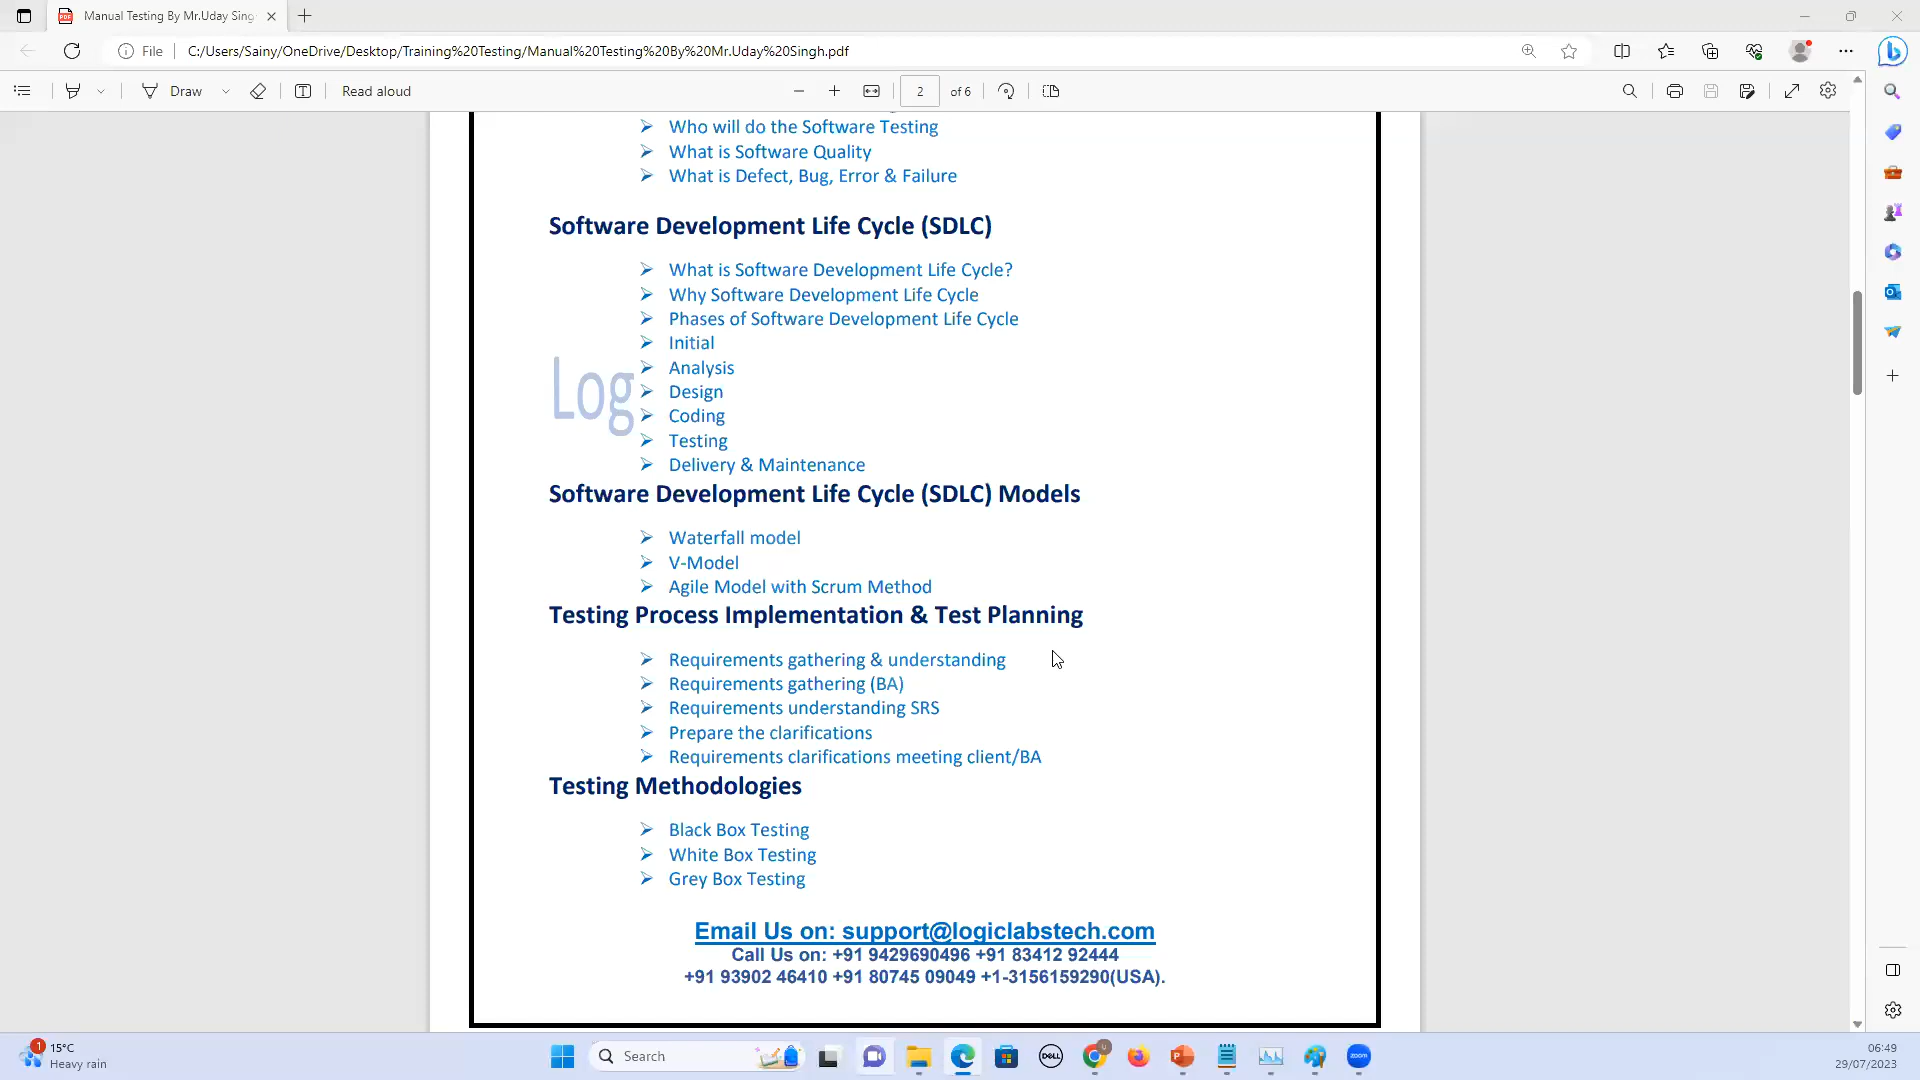 Manual Testing By Mr.Uday Sing
File
C:/Users/Sainy/OneDrive/Desktop/Training%20Testing/Manual%20Testing%20By%20Mr.Uday%20Singh.pdf
Draw
Read aloud
2
of 6
Who will do the Software Testing
What is Software Quality
What is Defect, Bug, Error & Failure
Software Development Life Cycle (SDLC)
What is Software Development Life Cycle?
Why Software Development Life Cycle
Phases of Software Development Life Cycle
Initial
Analysis
Log
Design
Coding
Testing
Delivery & Maintenance
Software Development Life Cycle (SDLC) Models
Waterfall model
V-Model
Agile Model with Scrum Method
Testing Process Implementation & Test Planning
Requirements gathering & understanding
Requirements gathering (BA)
Requirements understanding SRS
Prepare the clarifications
Requirements clarifications meeting client/BA
Testing Methodologies
Black Box Testing
White Box Testing
Grey Box Testing
Email Us on: support@logiclabstech.com
Call Us on: +91 9429690496 +91 83412 92444
+91 93902 46410 +91 80745 09049 +1-3156159290(USA).
1
15°C
Heavy rain
Search
DELL
U
zoom
06:49
29/07/2023